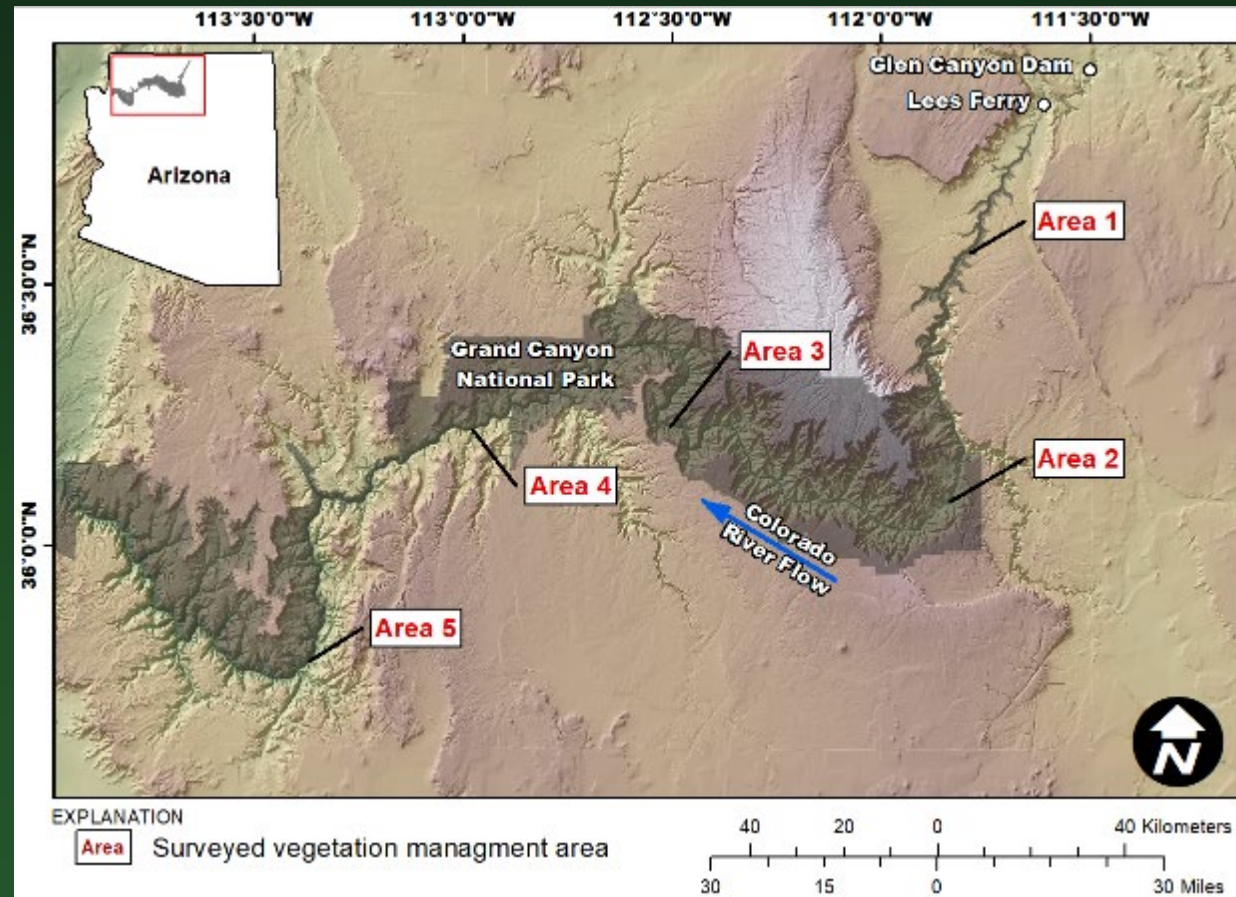 113°30'0"W 113°0'0"W 112°30'0"W 112°0'0"W 111°30'0"W
Glen Canyon Dam
Lees Ferry
Arizona
Area 1
36°30'0"N
Grand Canyon
National Park
Area 3
Area 2
Area 4
Colorado
River Flow
36°0'0"N
Area 5
N
EXPLANATION
Area Surveyed vegetation managment area
40 20 0 40 Kilometers
30 15 0 30 Miles